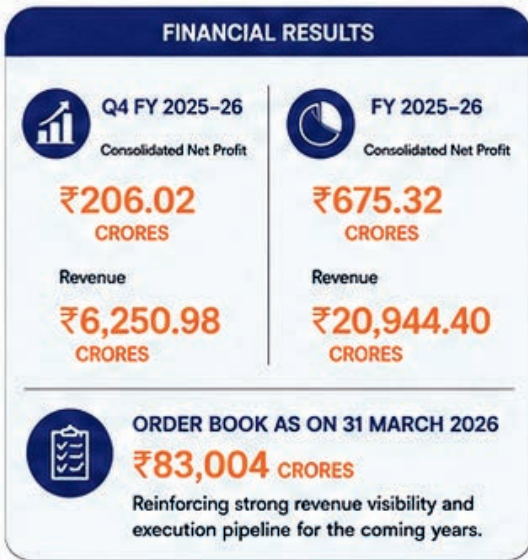 FINANCIAL RESULTS
Q4 FY 2025–26
Consolidated Net Profit
₹206.02
CRORES
Revenue
₹6,250.98
CRORES
FY 2025–26
Consolidated Net Profit
₹675.32
CRORES
Revenue
₹20,944.40
CRORES
ORDER BOOK AS ON 31 MARCH 2026
₹83,004 CRORES
Reinforcing strong revenue visibility and
execution pipeline for the coming years.